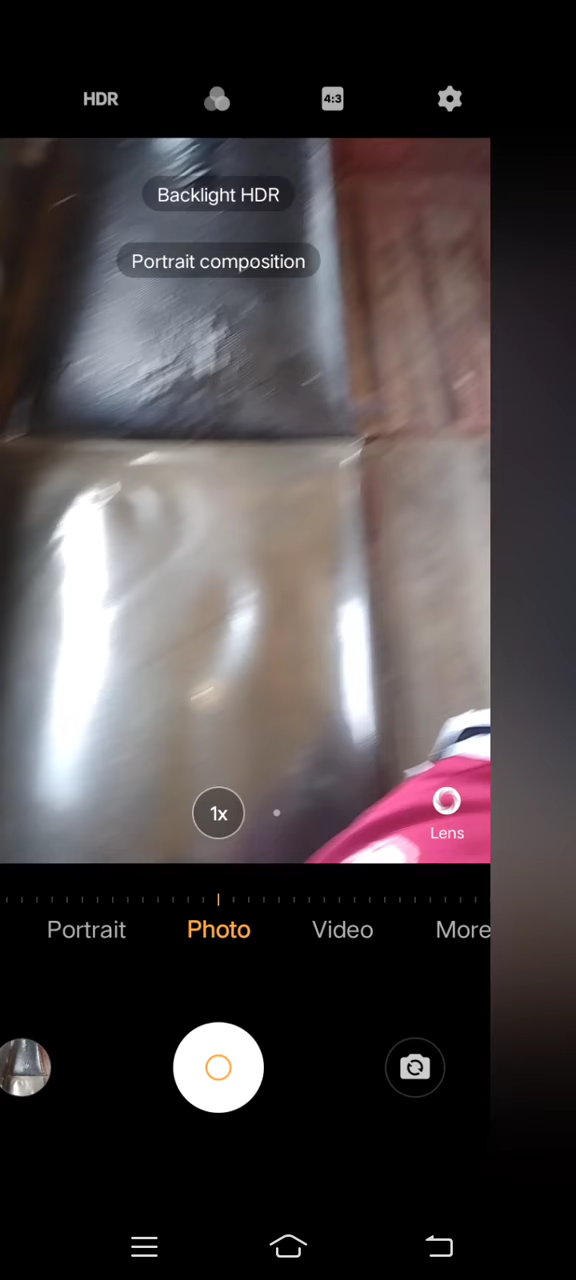 HDR
4:3
Backlight HDR
Portrait composition
1x
Lens
Portrait
Photo
Video
More